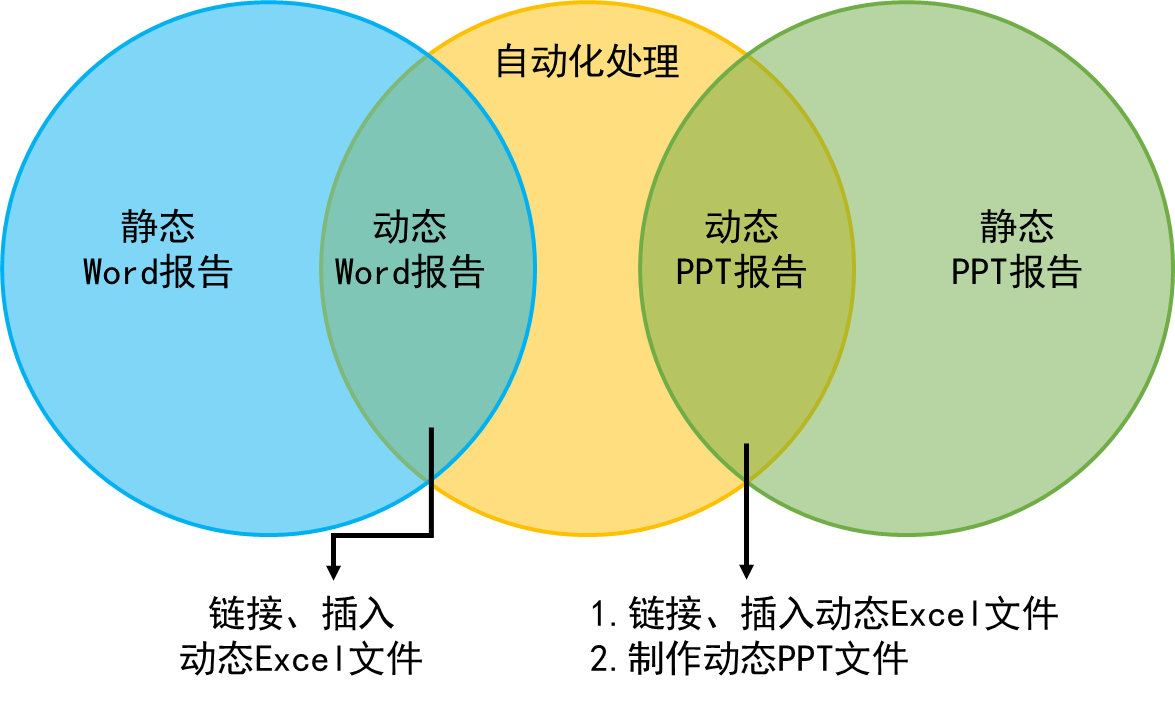 自动化处理
静态
Word报告
动态
Word报告
动态
PPT报告
静态
PPT报告
链接、插入
动态Excel文件
1.链接、插入动态Excel文件
2.制作动态PPT文件